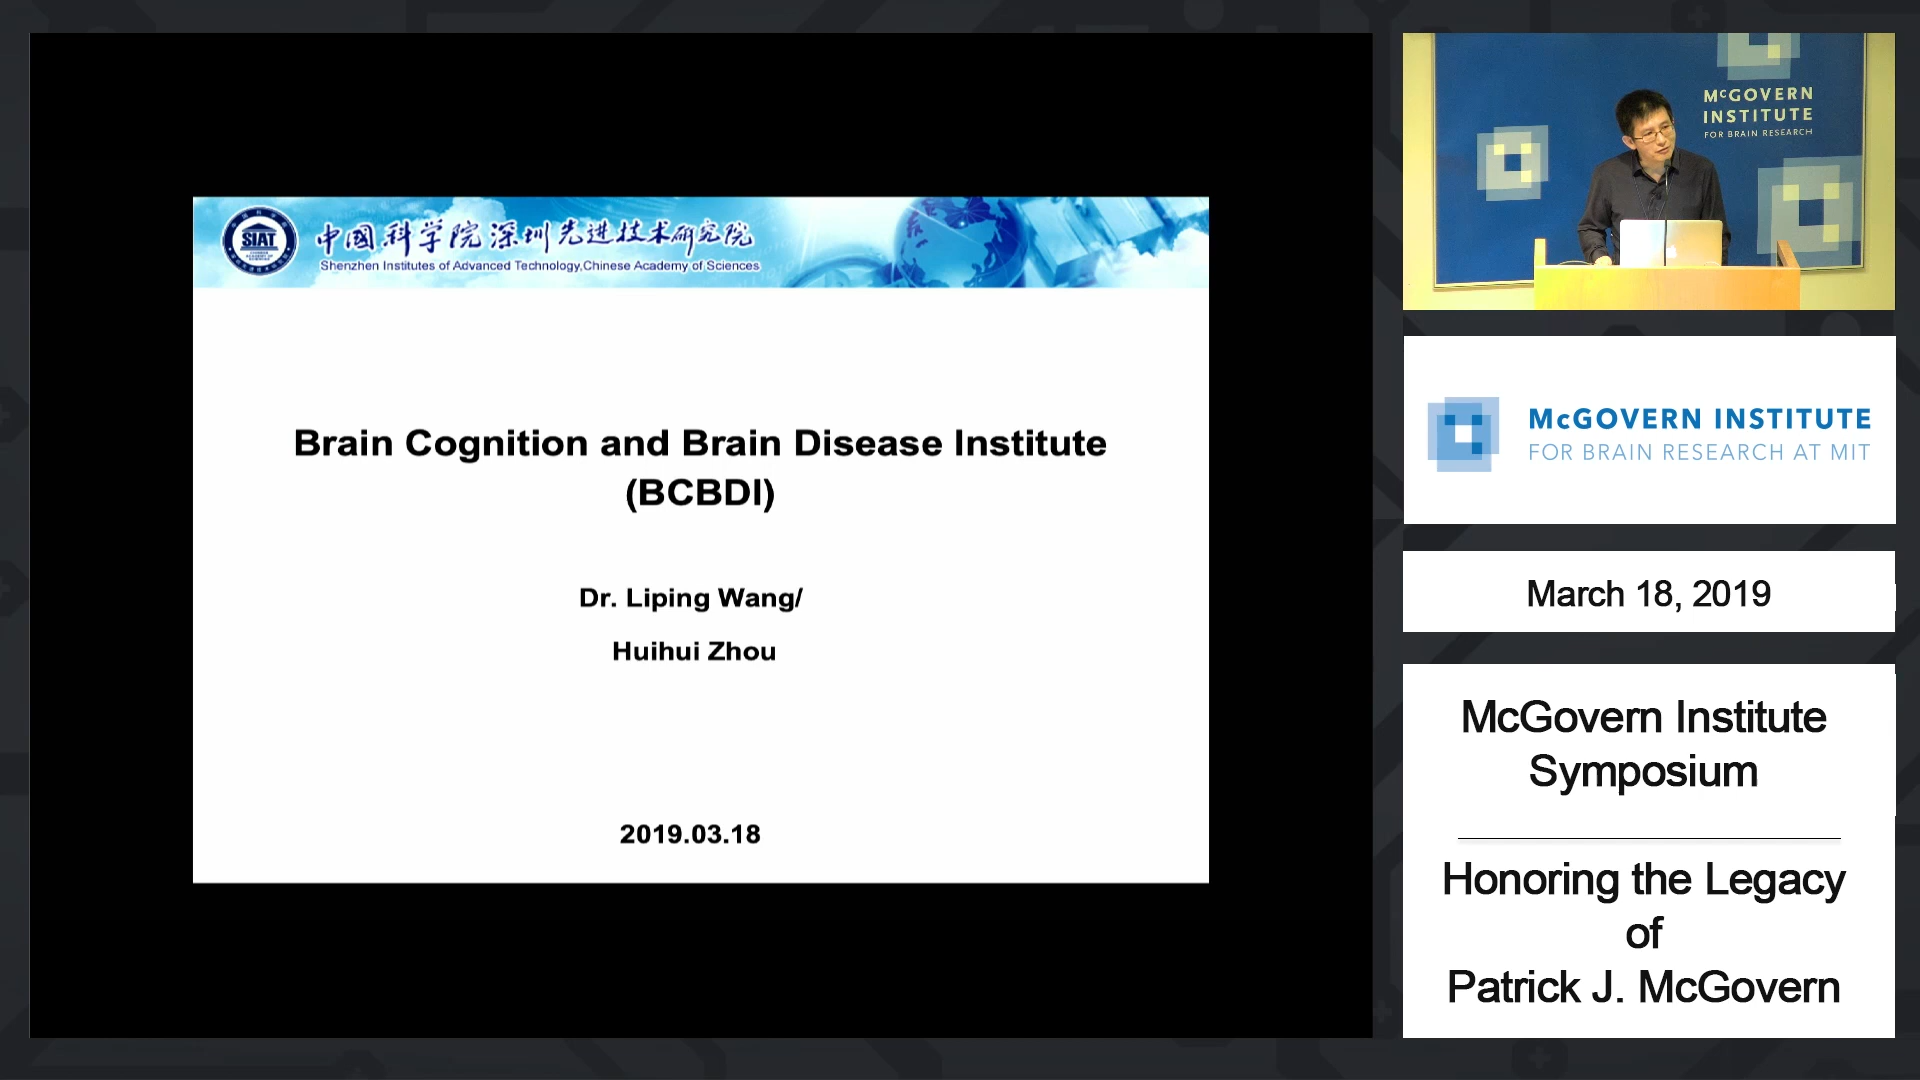 SIAT
中國科学院深圳先进技术研究院
Shenzhen Institutes of Advanced Technology,Chinese Academy of Sciences
Brain Cognition and Brain Disease Institute
(BCBDI)
Dr. Liping Wang/
Huihui Zhou
2019.03.18
McGOVERN
INSTITUTE
FOR BRAIN RESEARCH
McGOVERN INSTITUTE
FOR BRAIN RESEARCH AT MIT
March 18, 2019
McGovern Institute
Symposium
Honoring the Legacy
of
Patrick J. McGovern